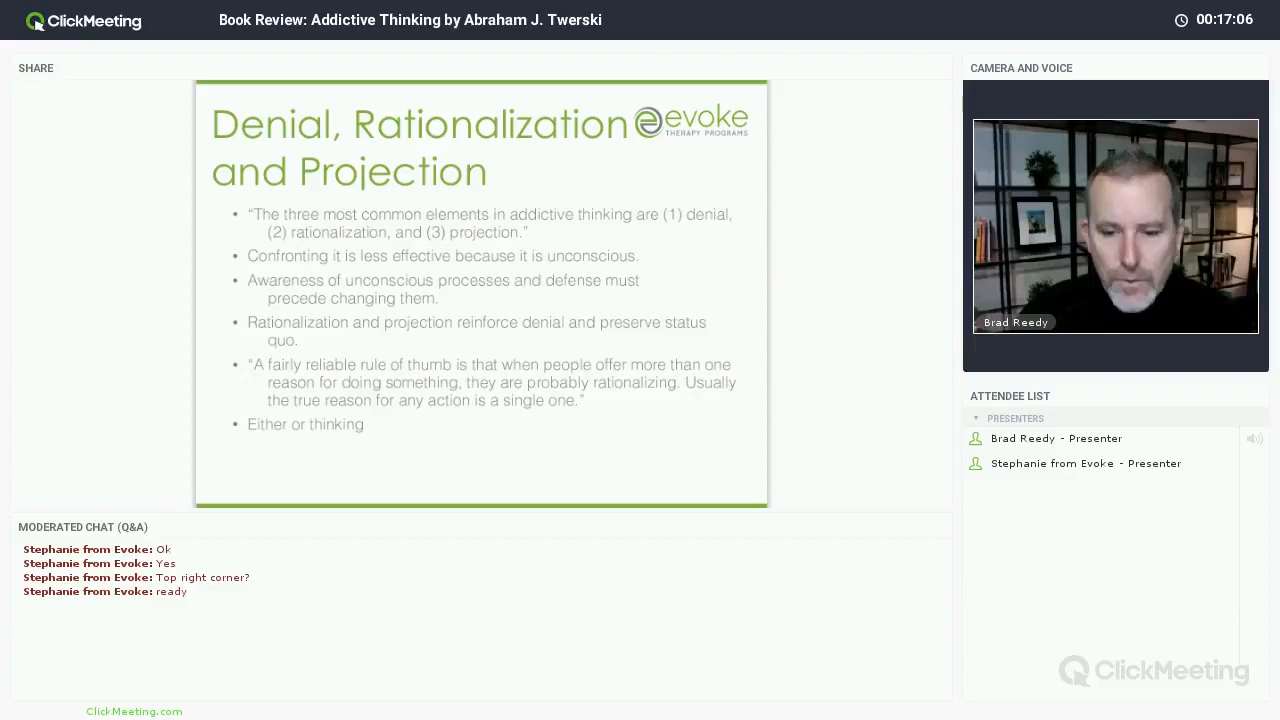 ClickMeeting
Book Review: Addictive Thinking by Abraham J. Twerski
00:17:06
SHARE
Denial, Rationalization
and Projection
evoke
THERAPY PROGRAMS
• “The three most common elements in addictive thinking are (1) denial,
(2) rationalization, and (3) projection.”
• Confronting it is less effective because it is unconscious.
• Awareness of unconscious processes and defense must
precede changing them.
• Rationalization and projection reinforce denial and preserve status
quo.
• “A fairly reliable rule of thumb is that when people offer more than one
reason for doing something, they are probably rationalizing. Usually
the true reason for any action is a single one.”
• Either or thinking
MODERATED CHAT (Q&A)
Stephanie from Evoke: Ok
Stephanie from Evoke: Yes
Stephanie from Evoke: Top right corner?
Stephanie from Evoke: ready
ClickMeeting.com
CAMERA AND VOICE
Brad Reedy
ATTENDEE LIST
PRESENTERS
Brad Reedy - Presenter
Stephanie from Evoke - Presenter
ClickMeeting